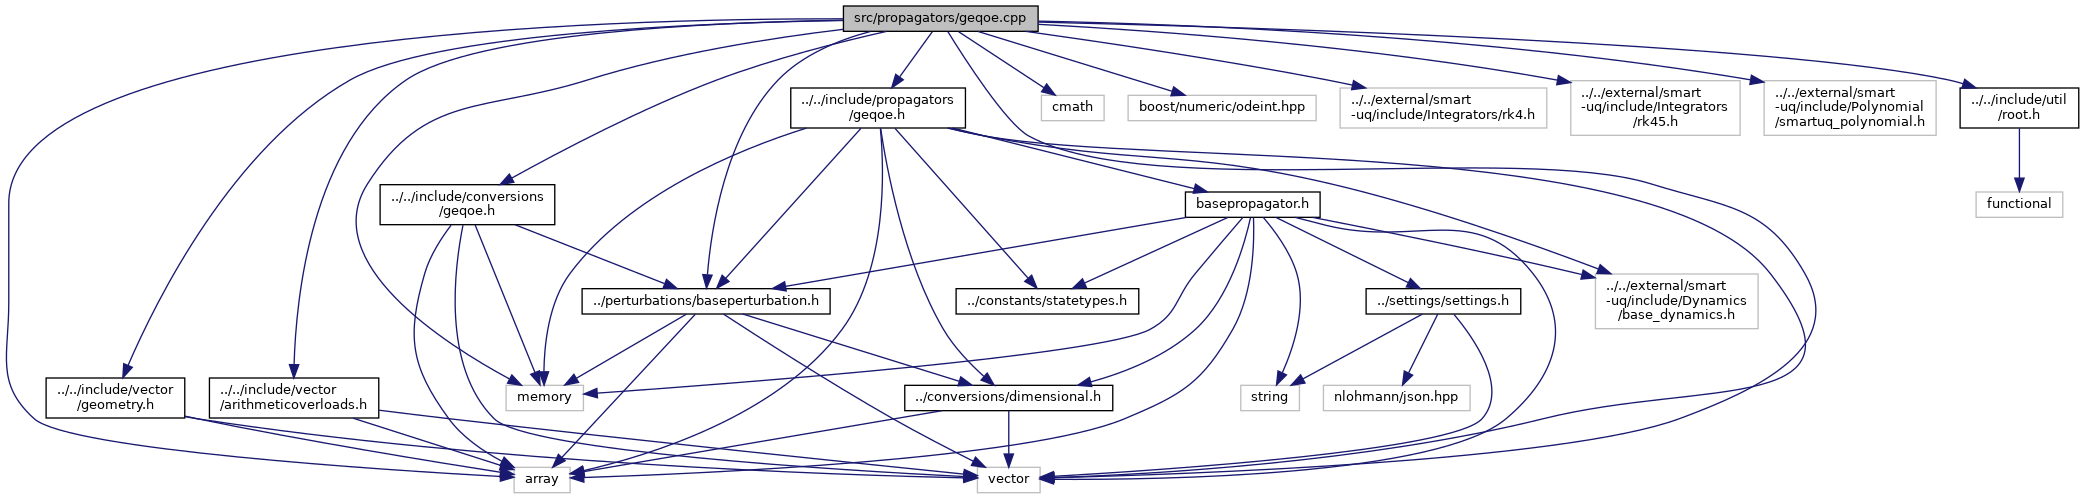 src/propagators/geqoe.cpp
../../include/propagators
/geqoe.h
cmath
boost/numeric/odeint.hpp
../../external/smart
-uq/include/Integrators/rk4.h
../../external/smart
-uq/include/Integrators
/rk45.h
../../external/smart
-uq/include/Polynomial
/smartuq_polynomial.h
../../include/util
/root.h
../../include/conversions
/geqoe.h
basepropagator.h
functional
../perturbations/baseperturbation.h
../constants/statetypes.h
../settings/settings.h
../../external/smart
-uq/include/Dynamics
/base_dynamics.h
../../include/vector
/geometry.h
../../include/vector
/arithmeticoverloads.h
memory
../conversions/dimensional.h
string
nlohmann/json.hpp
array
vector